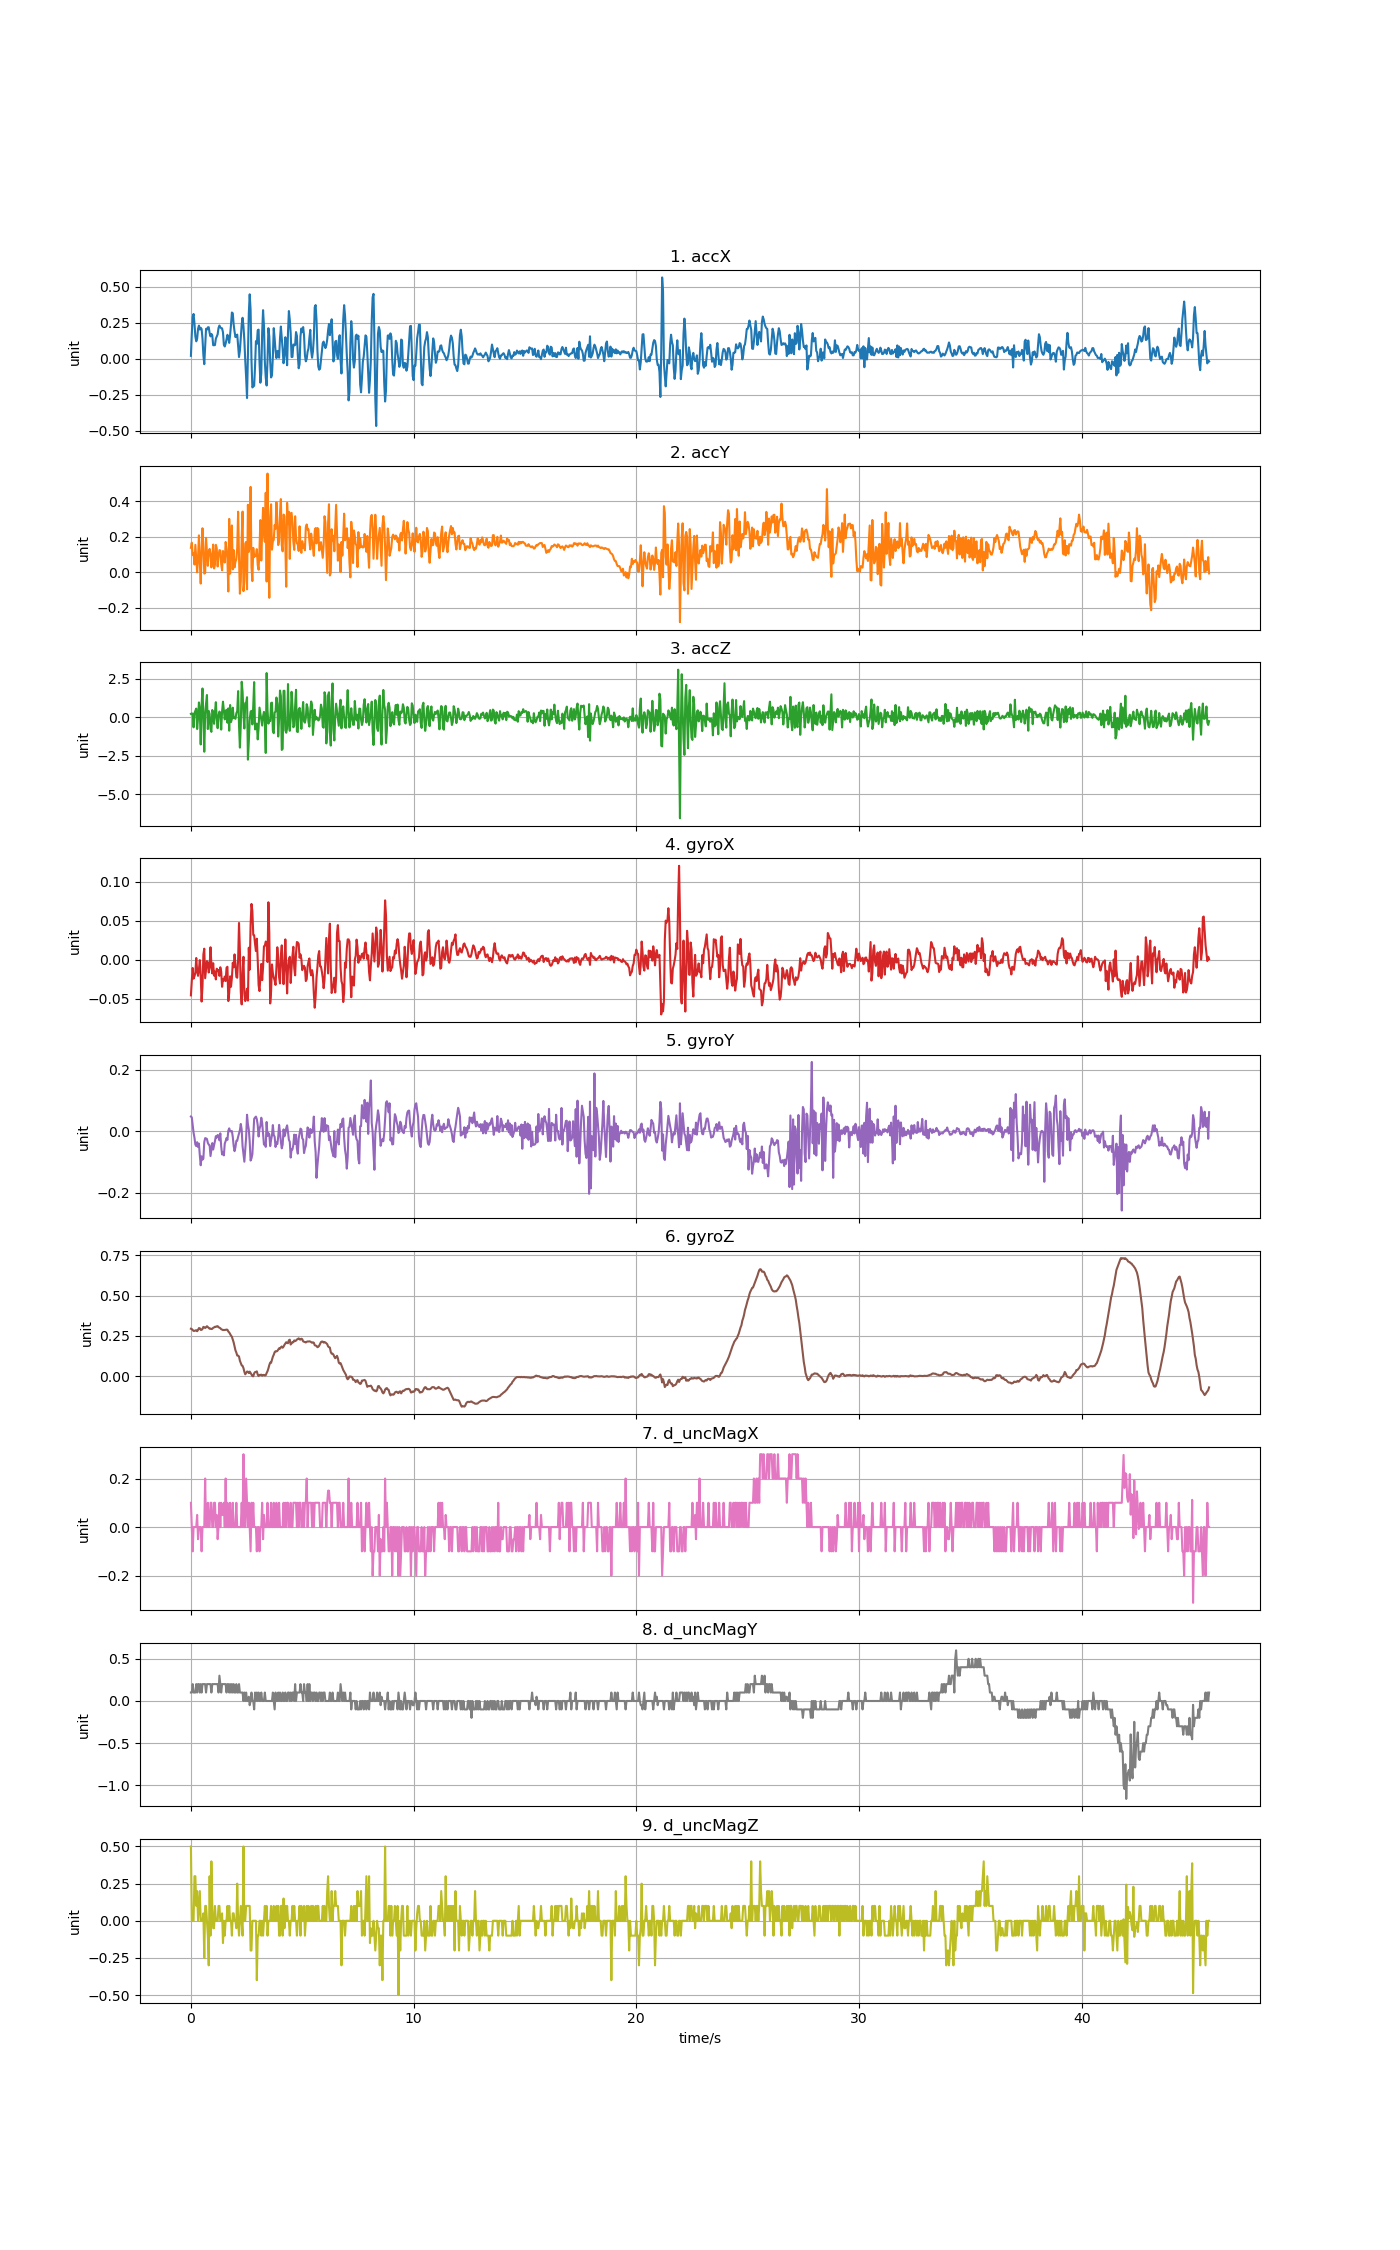 1. accX
0.50
0.25
0.00
−0.25
−0.50
unit
2. accY
0.4
0.2
0.0
−0.2
unit
3. accZ
2.5
0.0
−2.5
−5.0
unit
4. gyroX
0.10
0.05
0.00
−0.05
unit
5. gyroY
0.2
0.0
−0.2
unit
6. gyroZ
0.75
0.50
0.25
0.00
unit
7. d_uncMagX
0.2
0.0
−0.2
unit
8. d_uncMagY
0.5
0.0
−0.5
−1.0
unit
9. d_uncMagZ
0.50
0.25
0.00
−0.25
−0.50
unit
0 10 20 30 40
time/s